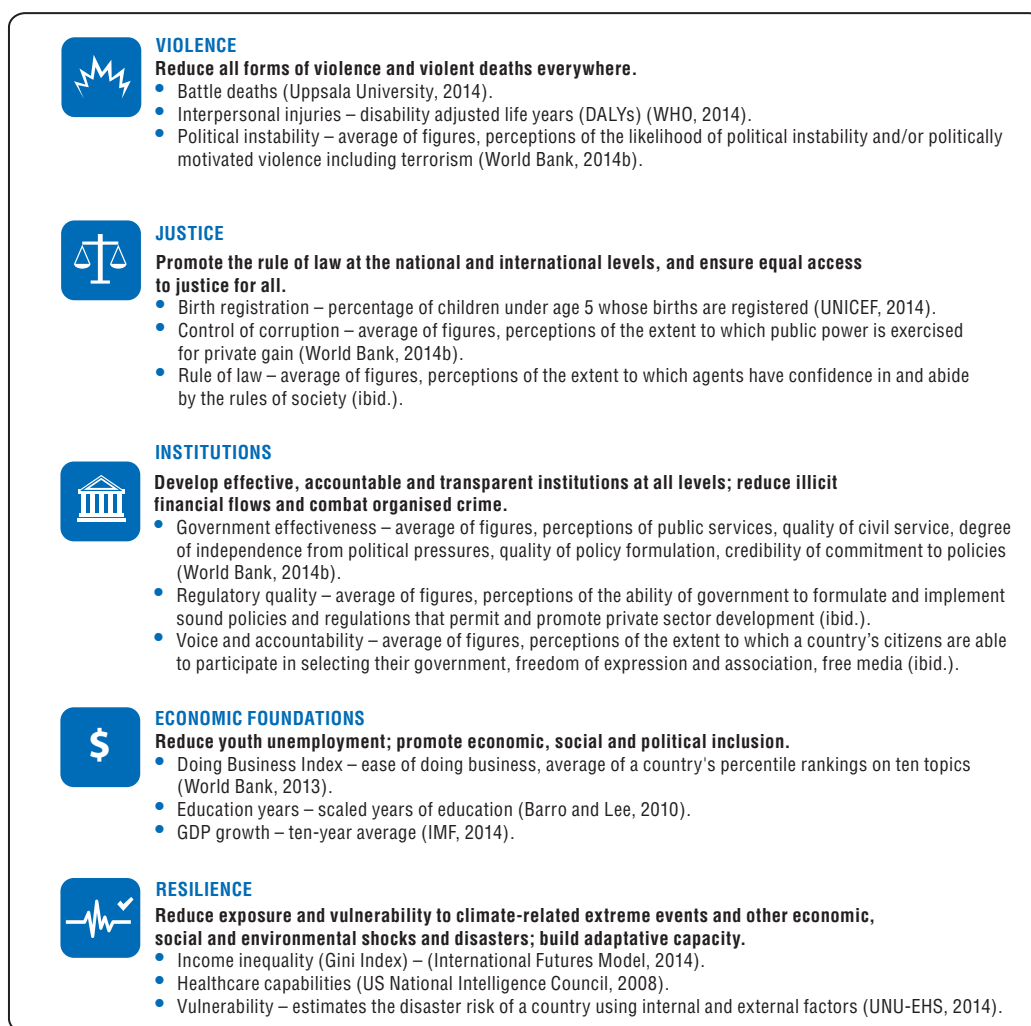 VIOLENCE
Reduce all forms of violence and violent deaths everywhere.
• Battle deaths (Uppsala University, 2014).
• Interpersonal injuries – disability adjusted life years (DALYs) (WHO, 2014).
• Political instability – average of figures, perceptions of the likelihood of political instability and/or politically
motivated violence including terrorism (World Bank, 2014b).
JUSTICE
Promote the rule of law at the national and international levels, and ensure equal access
to justice for all.
• Birth registration – percentage of children under age 5 whose births are registered (UNICEF, 2014).
• Control of corruption – average of figures, perceptions of the extent to which public power is exercised
for private gain (World Bank, 2014b).
• Rule of law – average of figures, perceptions of the extent to which agents have confidence in and abide
by the rules of society (ibid.).
INSTITUTIONS
Develop effective, accountable and transparent institutions at all levels; reduce illicit
financial flows and combat organised crime.
• Government effectiveness – average of figures, perceptions of public services, quality of civil service, degree
of independence from political pressures, quality of policy formulation, credibility of commitment to policies
(World Bank, 2014b).
• Regulatory quality – average of figures, perceptions of the ability of government to formulate and implement
sound policies and regulations that permit and promote private sector development (ibid.).
• Voice and accountability – average of figures, perceptions of the extent to which a country’s citizens are able
to participate in selecting their government, freedom of expression and association, free media (ibid.).
$
ECONOMIC FOUNDATIONS
Reduce youth unemployment; promote economic, social and political inclusion.
• Doing Business Index – ease of doing business, average of a country's percentile rankings on ten topics
(World Bank, 2013).
• Education years – scaled years of education (Barro and Lee, 2010).
• GDP growth – ten-year average (IMF, 2014).
RESILIENCE
Reduce exposure and vulnerability to climate-related extreme events and other economic,
social and environmental shocks and disasters; build adaptative capacity.
• Income inequality (Gini Index) – (International Futures Model, 2014).
• Healthcare capabilities (US National Intelligence Council, 2008).
• Vulnerability – estimates the disaster risk of a country using internal and external factors (UNU-EHS, 2014).